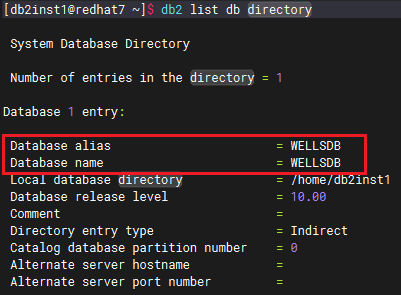 [db2inst1@redhat7 ~]$ db2 list db directory
System Database Directory
Number of entries in the directory = 1
Database 1 entry:
Database alias = WELLSDB
Database name = WELLSDB
Local database directory = /home/db2inst1
Database release level = 10.00
Comment =
Directory entry type = Indirect
Catalog database partition number = 0
Alternate server hostname =
Alternate server port number =